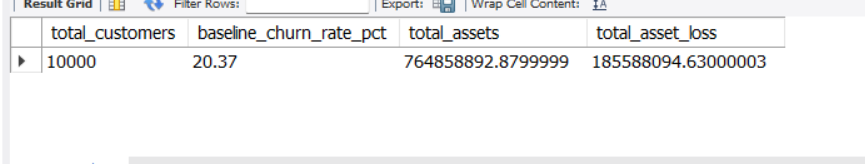 Result Grid Filter Rows: Export: Wrap Cell Content: IA
total_customers baseline_churn_rate_pct total_assets total_asset_loss
10000 20.37 764858892.8799999 185588094.63000003